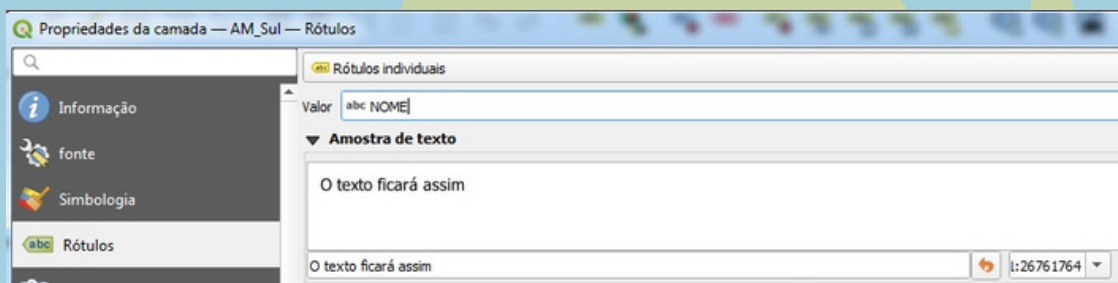 Propriedades da camada — AM_Sul — Rótulos
Rótulos individuais
Informação
Valor abc NOME
Amostra de texto
fonte
O texto ficará assim
Simbologia
abc Rótulos
O texto ficará assim
1:26761764